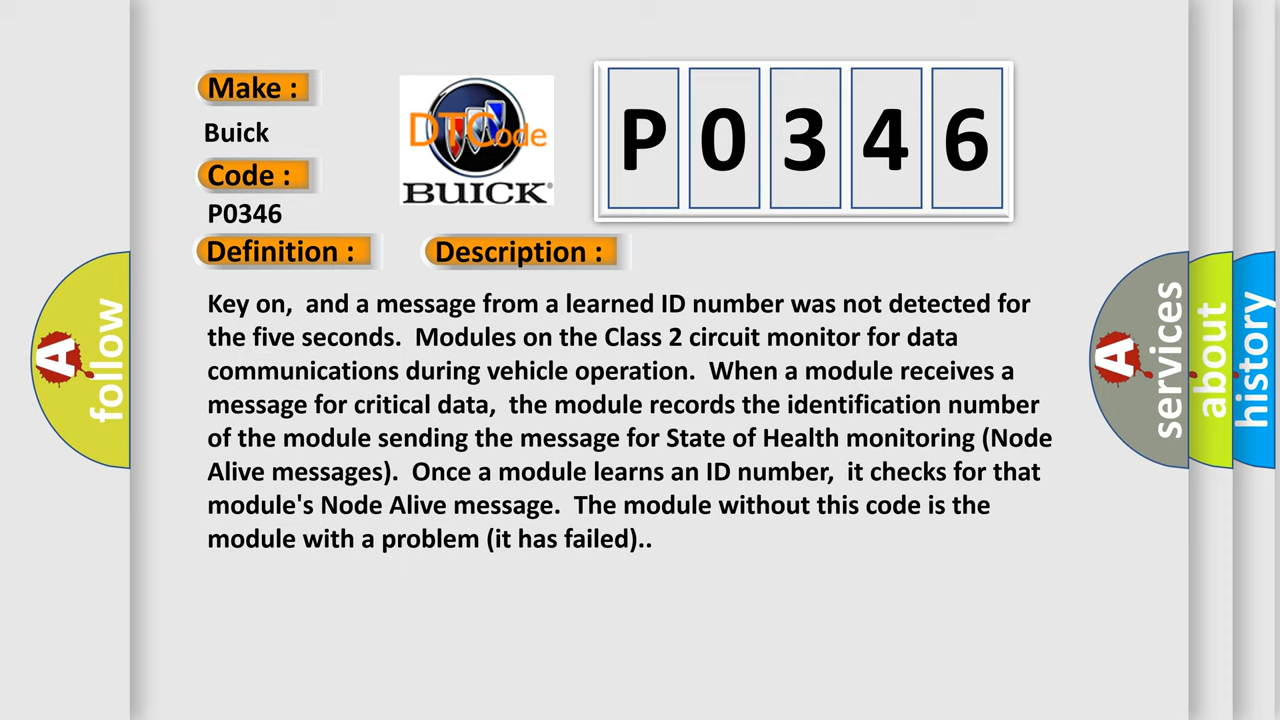 Make :
Buick
Code :
P0346
Definition :
Description :
DTCode
BUICK
P0346
Key on, and a message from a learned ID number was not detected for
the five seconds. Modules on the Class 2 circuit monitor for data
communications during vehicle operation. When a module receives a
message for critical data, the module records the identification number
of the module sending the message for State of Health monitoring (Node
Alive messages). Once a module learns an ID number, it checks for that
module's Node Alive message. The module without this code is the
module with a problem (it has failed)..
A
follow
A
services
about
history